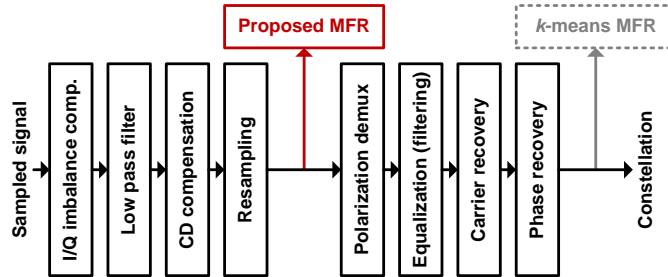 Proposed MFR
k-means MFR
Sampled signal
I/Q imbalance comp.
Low pass filter
CD compensation
Resampling
Polarization demux
Equalization (filtering)
Carrier recovery
Phase recovery
Constellation